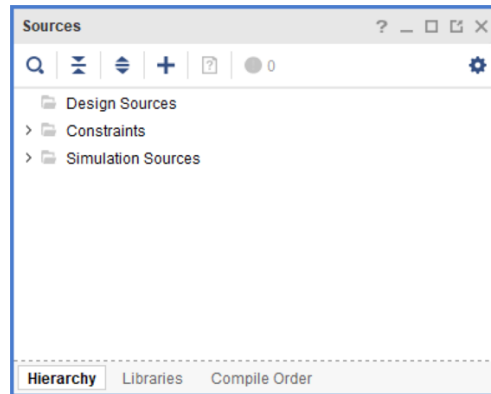 Sources ?
? 0
Design Sources
Constraints
Simulation Sources
Hierarchy Libraries Compile Order